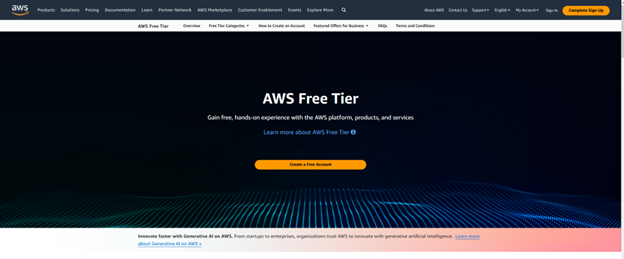 aws
Products Solutions Pricing Documentation Learn Partner Network AWS Marketplace Customer Enablement Events Explore More
About AWS Contact Us Support English My Account Sign In Complete Sign Up
AWS Free Tier Overview Free Tier Categories How to Create an Account Featured Offers for Business FAQs Terms and Conditions
AWS Free Tier
Gain free, hands-on experience with the AWS platform, products, and services
Learn more about AWS Free Tier
Create a Free Account
Innovate faster with Generative AI on AWS. From startups to enterprises, organizations trust AWS to innovate with generative artificial intelligence. Learn more
about Generative AI on AWS »